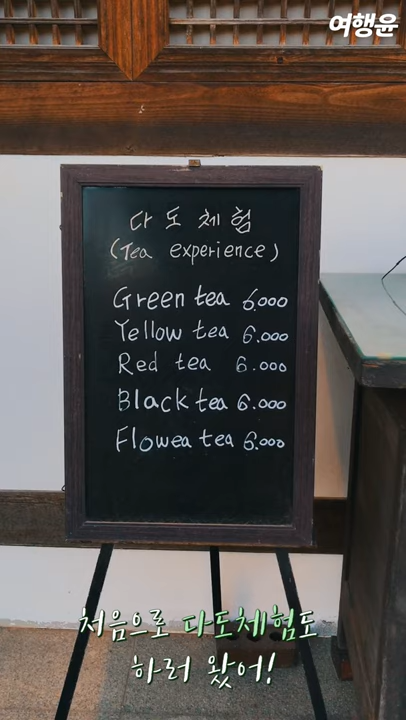 여행윤
다도체험
(Tea experience)
Green tea 6.000
Yellow tea 6.000
Red tea 6.000
Black tea 6.000
Flowea tea 6.000
처음으로 다도체험도
하러 왔어!